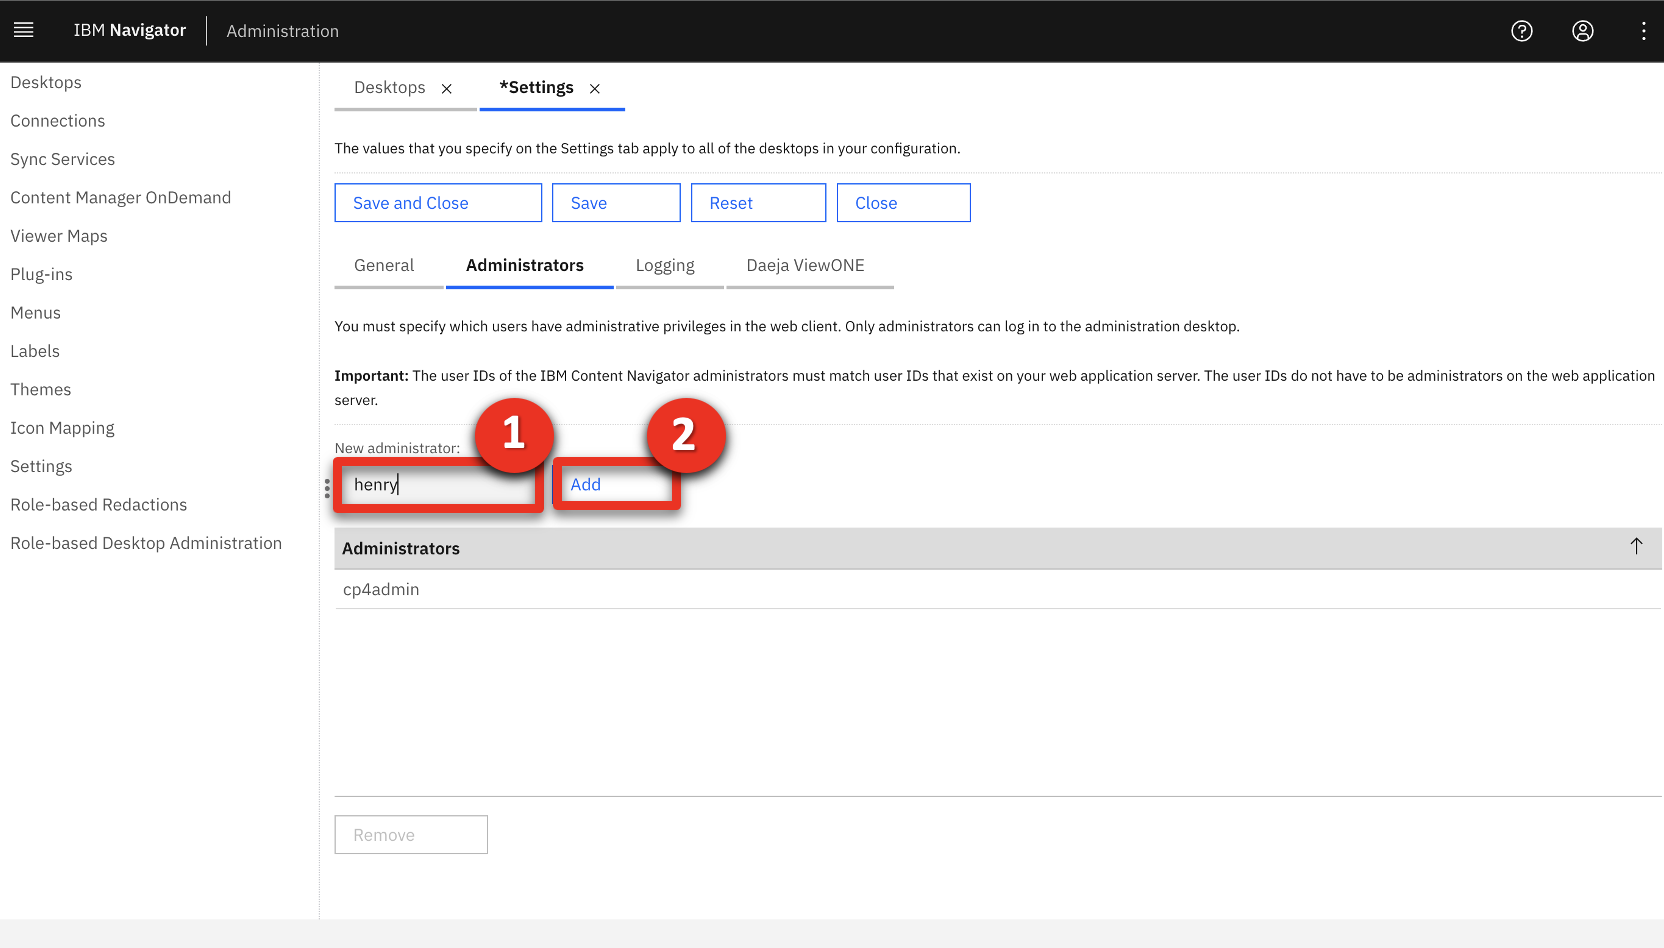 IBM Navigator
Administration
Desktops
Connections
Sync Services
Content Manager OnDemand
Viewer Maps
Plug-ins
Menus
Labels
Themes
Icon Mapping
Settings
Role-based Redactions
Role-based Desktop Administration
Desktops
*Settings
The values that you specify on the Settings tab apply to all of the desktops in your configuration.
Save and Close
Save
Reset
Close
General
Administrators
Logging
Daeja ViewONE
You must specify which users have administrative privileges in the web client. Only administrators can log in to the administration desktop.
Important: The user IDs of the IBM Content Navigator administrators must match user IDs that exist on your web application server. The user IDs do not have to be administrators on the web application
server.
New administrator:
1
2
henry
Add
Administrators
cp4admin
Remove